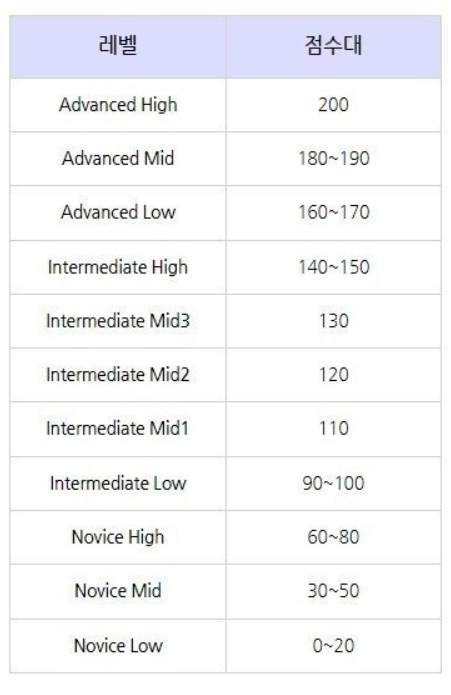 레벨 점수대
Advanced High 200
Advanced Mid 180~190
Advanced Low 160~170
Intermediate High 140~150
Intermediate Mid3 130
Intermediate Mid2 120
Intermediate Mid1 110
Intermediate Low 90~100
Novice High 60~80
Novice Mid 30~50
Novice Low 0~20